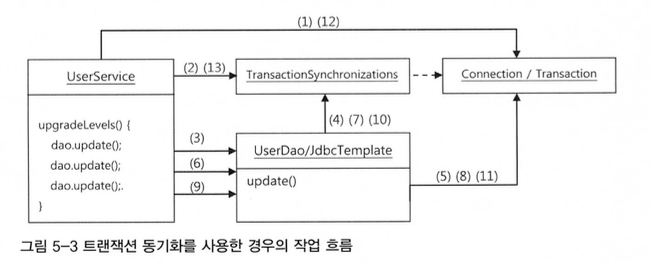 (1) (12)
UserService
(2) (13)
TransactionSynchronizations
Connection / Transaction
upgradeLevels() {
dao.update();
dao.update();
dao.update();.
}
(3)
(6)
(9)
(4) (7) (10)
UserDao/JdbcTemplate
update()
(5) (8) (11)
그림 5-3 트랜잭션 동기화를 사용한 경우의 작업 흐름